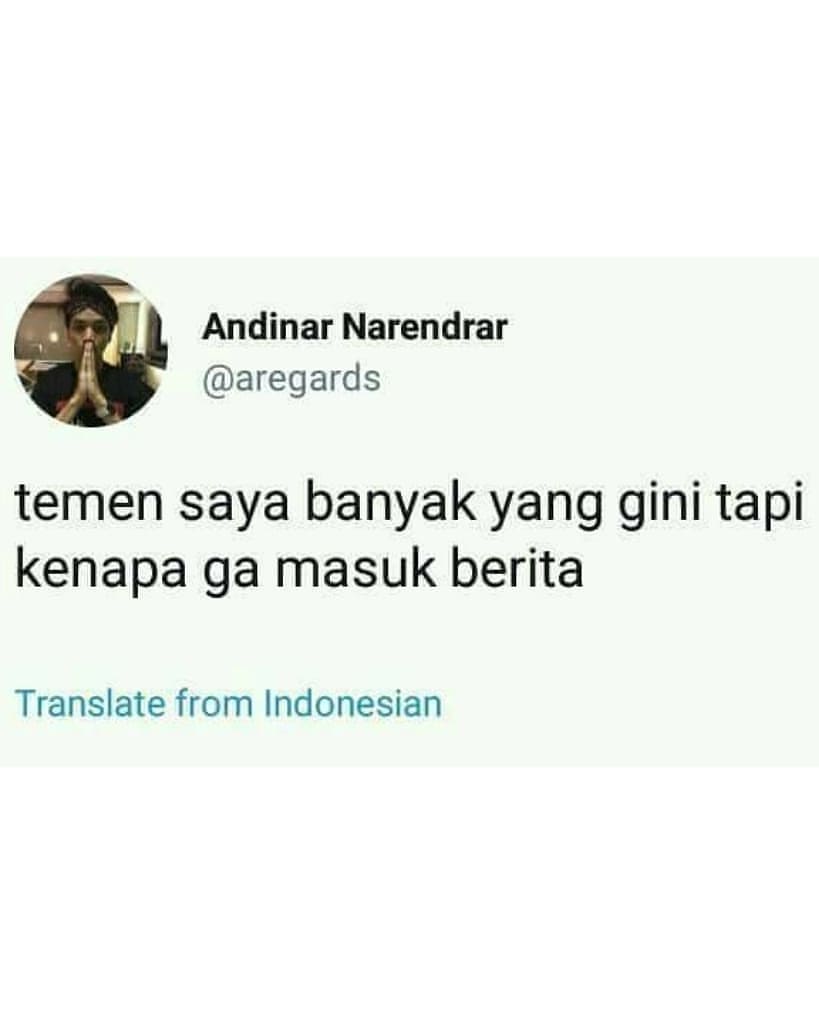 Andinar Narendrar
@aregards
temen saya banyak yang gini tapi
kenapa ga masuk berita
Translate from Indonesian